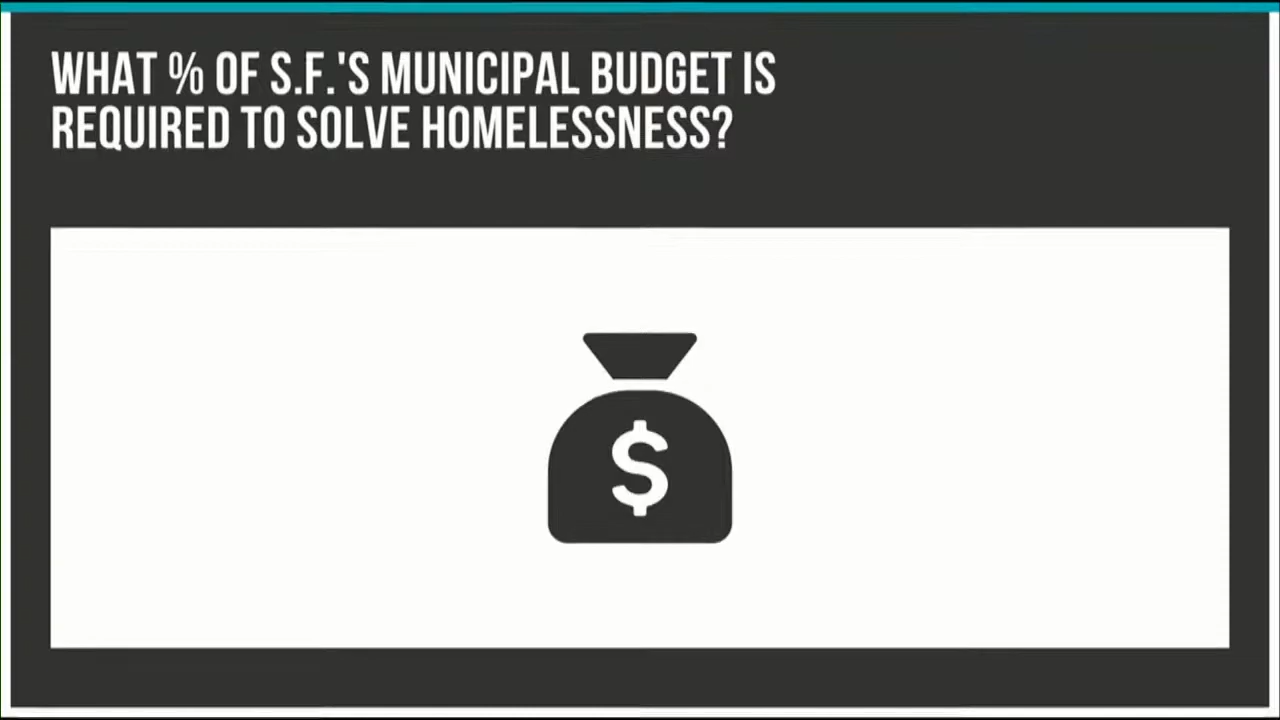 WHAT % OF S.F.'S MUNICIPAL BUDGET IS
REQUIRED TO SOLVE HOMELESSNESS?
$